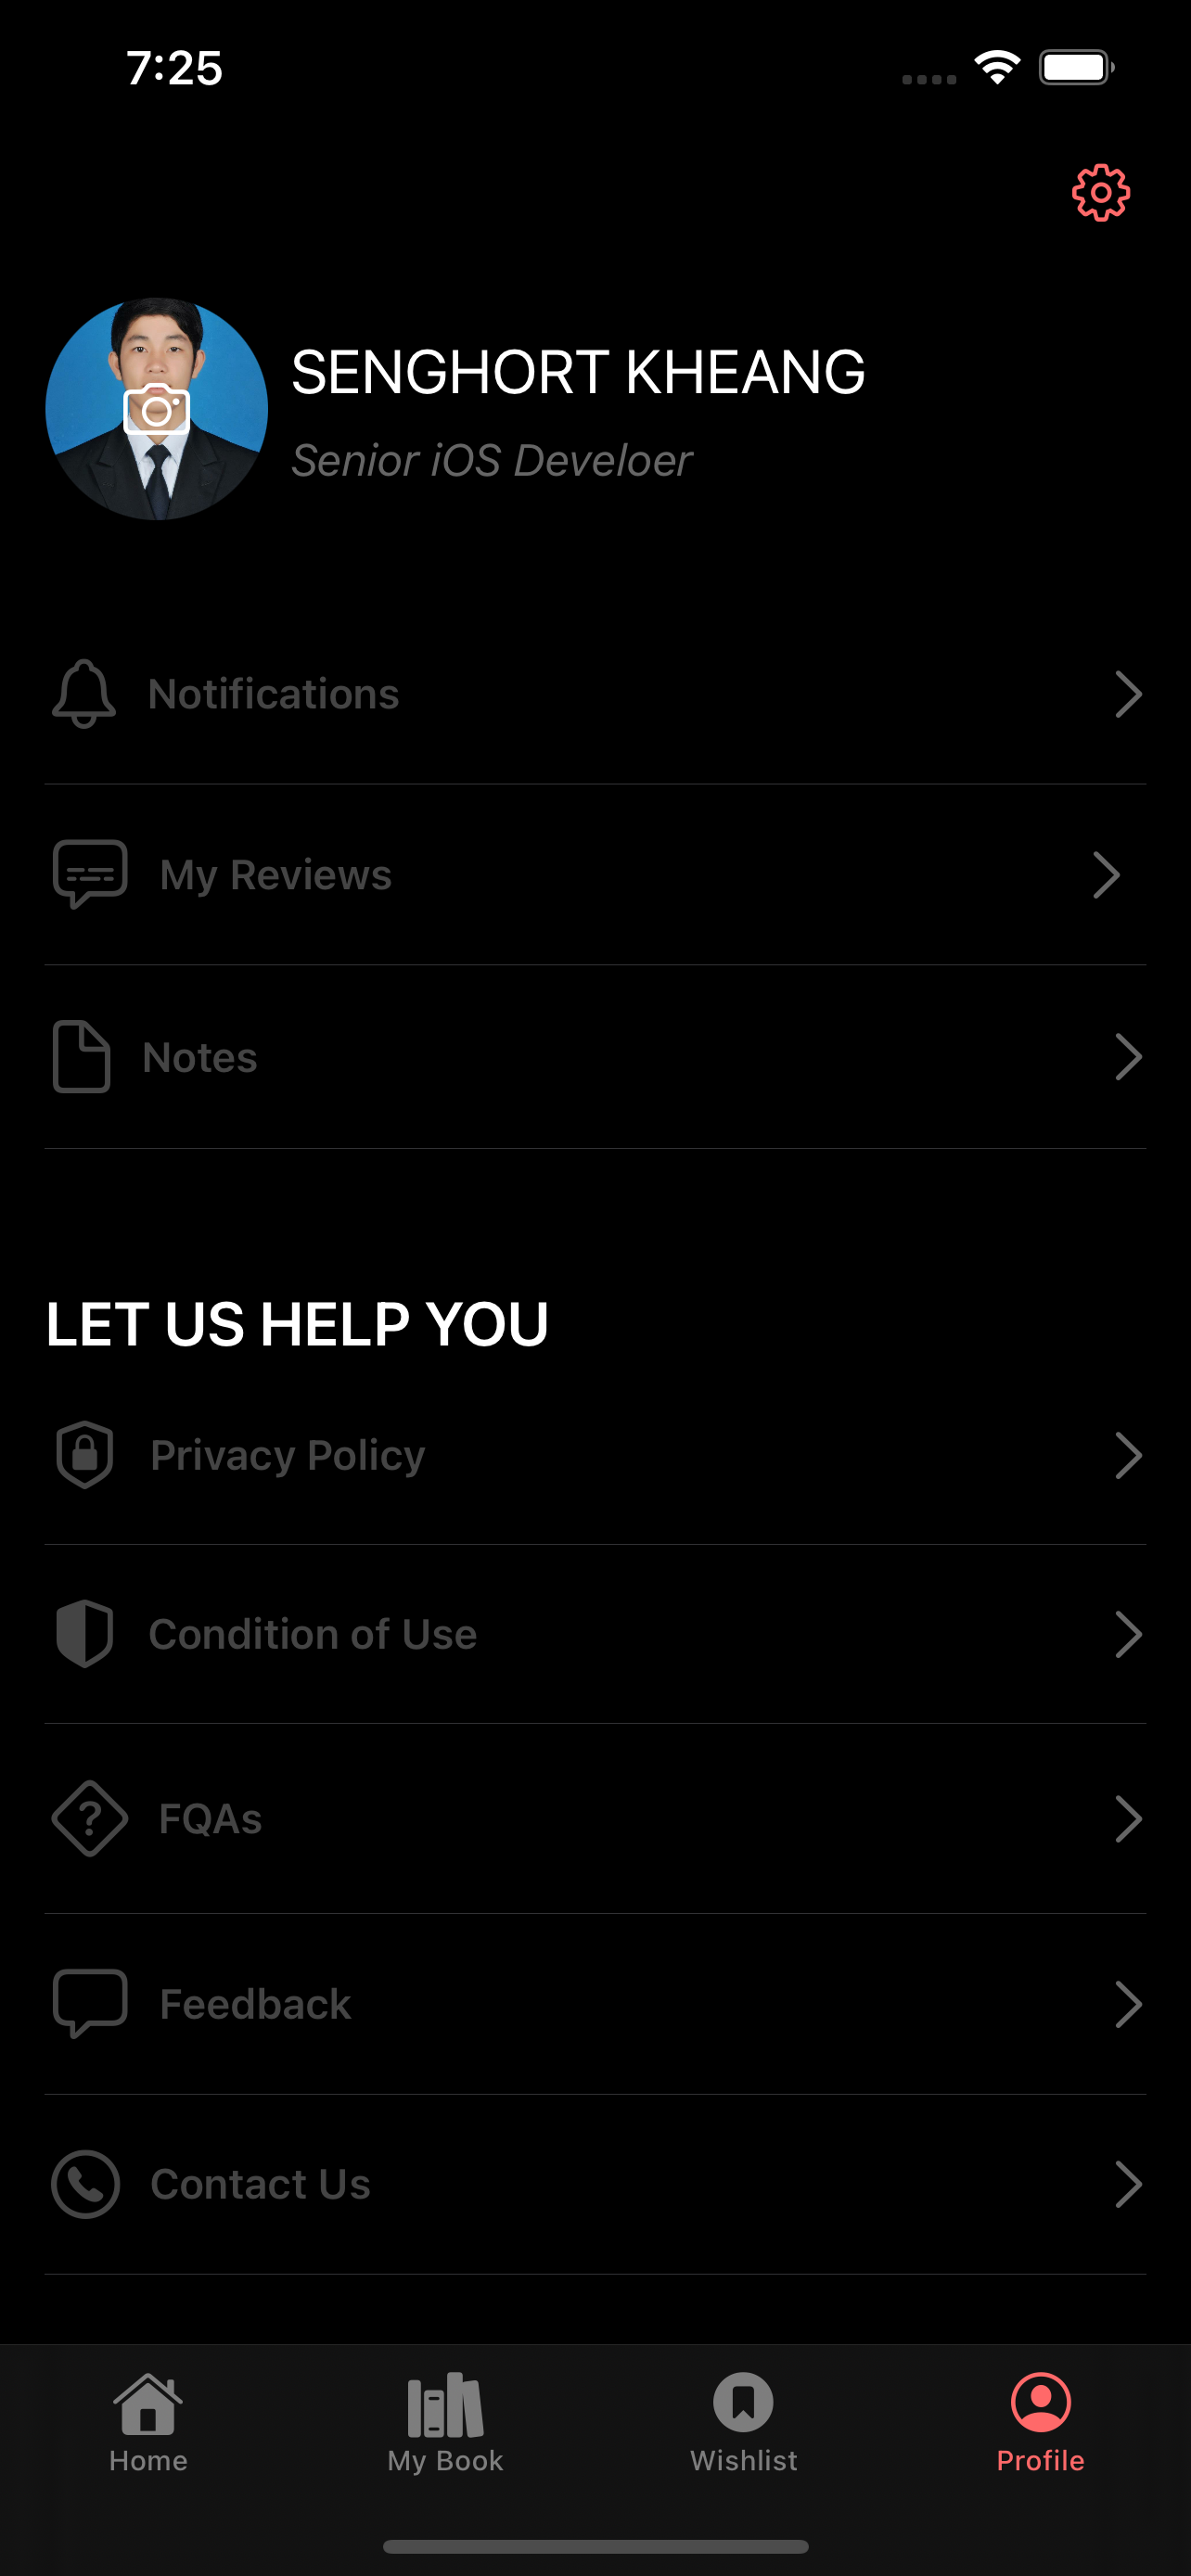 7:25
SENGHORT KHEANG
Senior iOS Develoer
Notifications
My Reviews
Notes
LET US HELP YOU
Privacy Policy
Condition of Use
FQAs
Feedback
Contact Us
Home
My Book
Wishlist
Profile